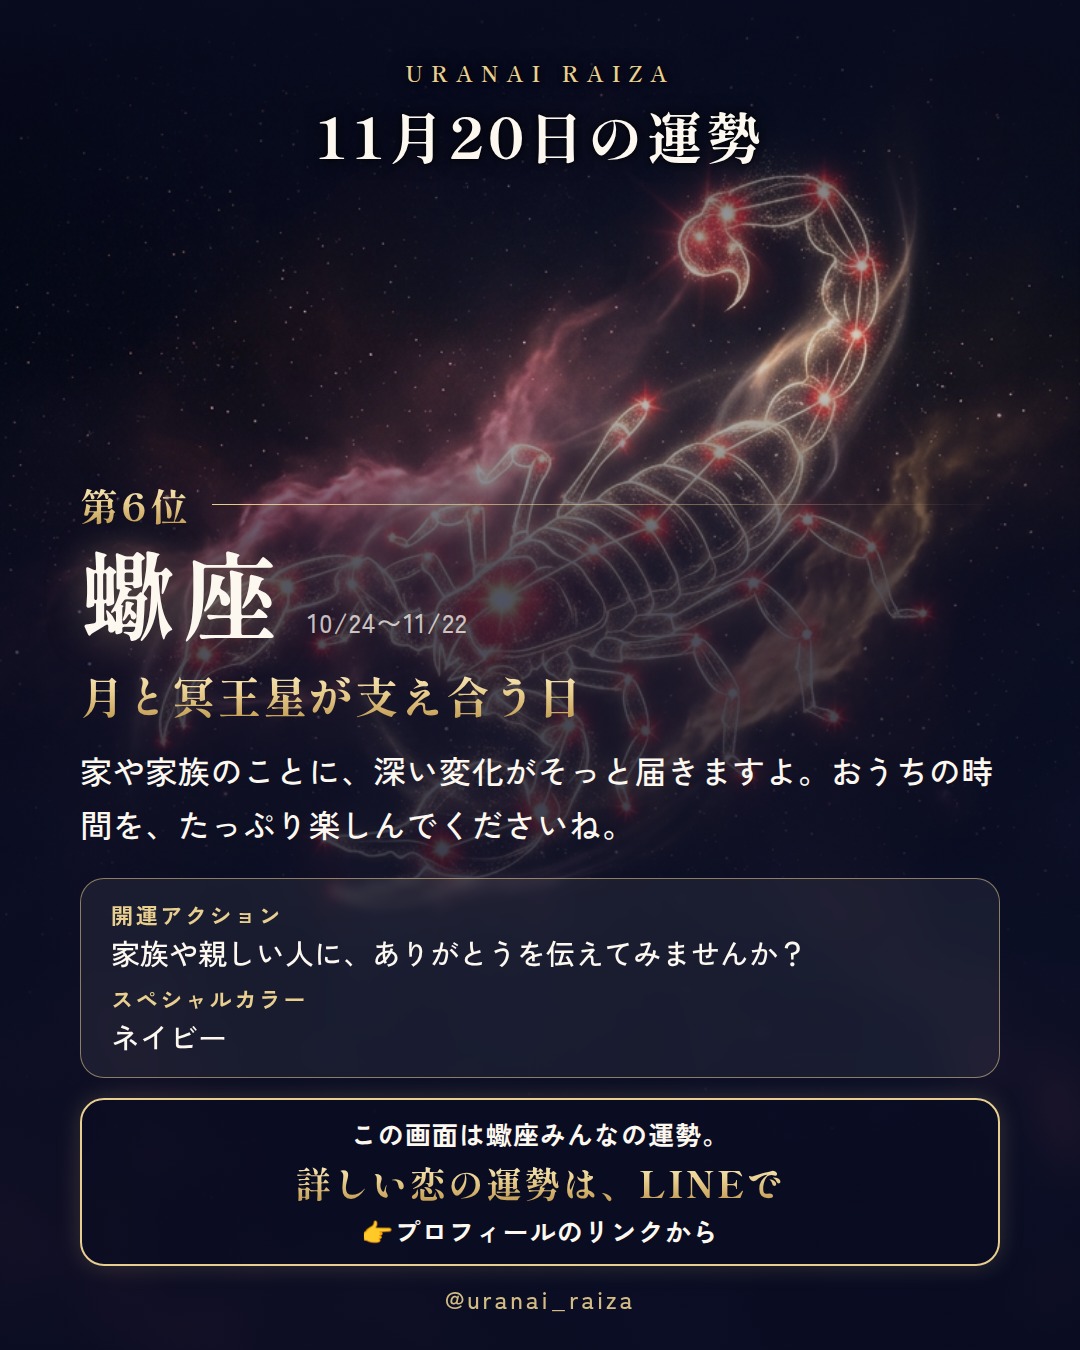 URANAI RAIZA
11月20日の運勢
第6位
蠍座 10/24〜11/22
月と冥王星が支え合う日
家や家族のことに、深い変化がそっと届きますよ。おうちの時
間を、たっぷり楽しんでくださいね。
開運アクション
家族や親しい人に、ありがとうを伝えてみませんか？
スペシャルカラー
ネイビー
この画面は蠍座みんなの運勢。
詳しい恋の運勢は、LINEで
👉プロフィールのリンクから
@uranai_raiza